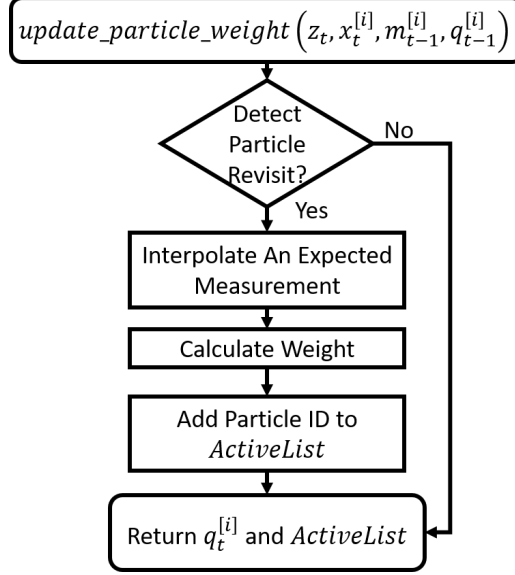 update_particle_weight(z_t, x_t^[i], m_{t-1}^[i], q_{t-1}^[i])
Detect
Particle
Revisit?
No
Yes
Interpolate An Expected
Measurement
Calculate Weight
Add Particle ID to
ActiveList
Return q_t^[i] and ActiveList